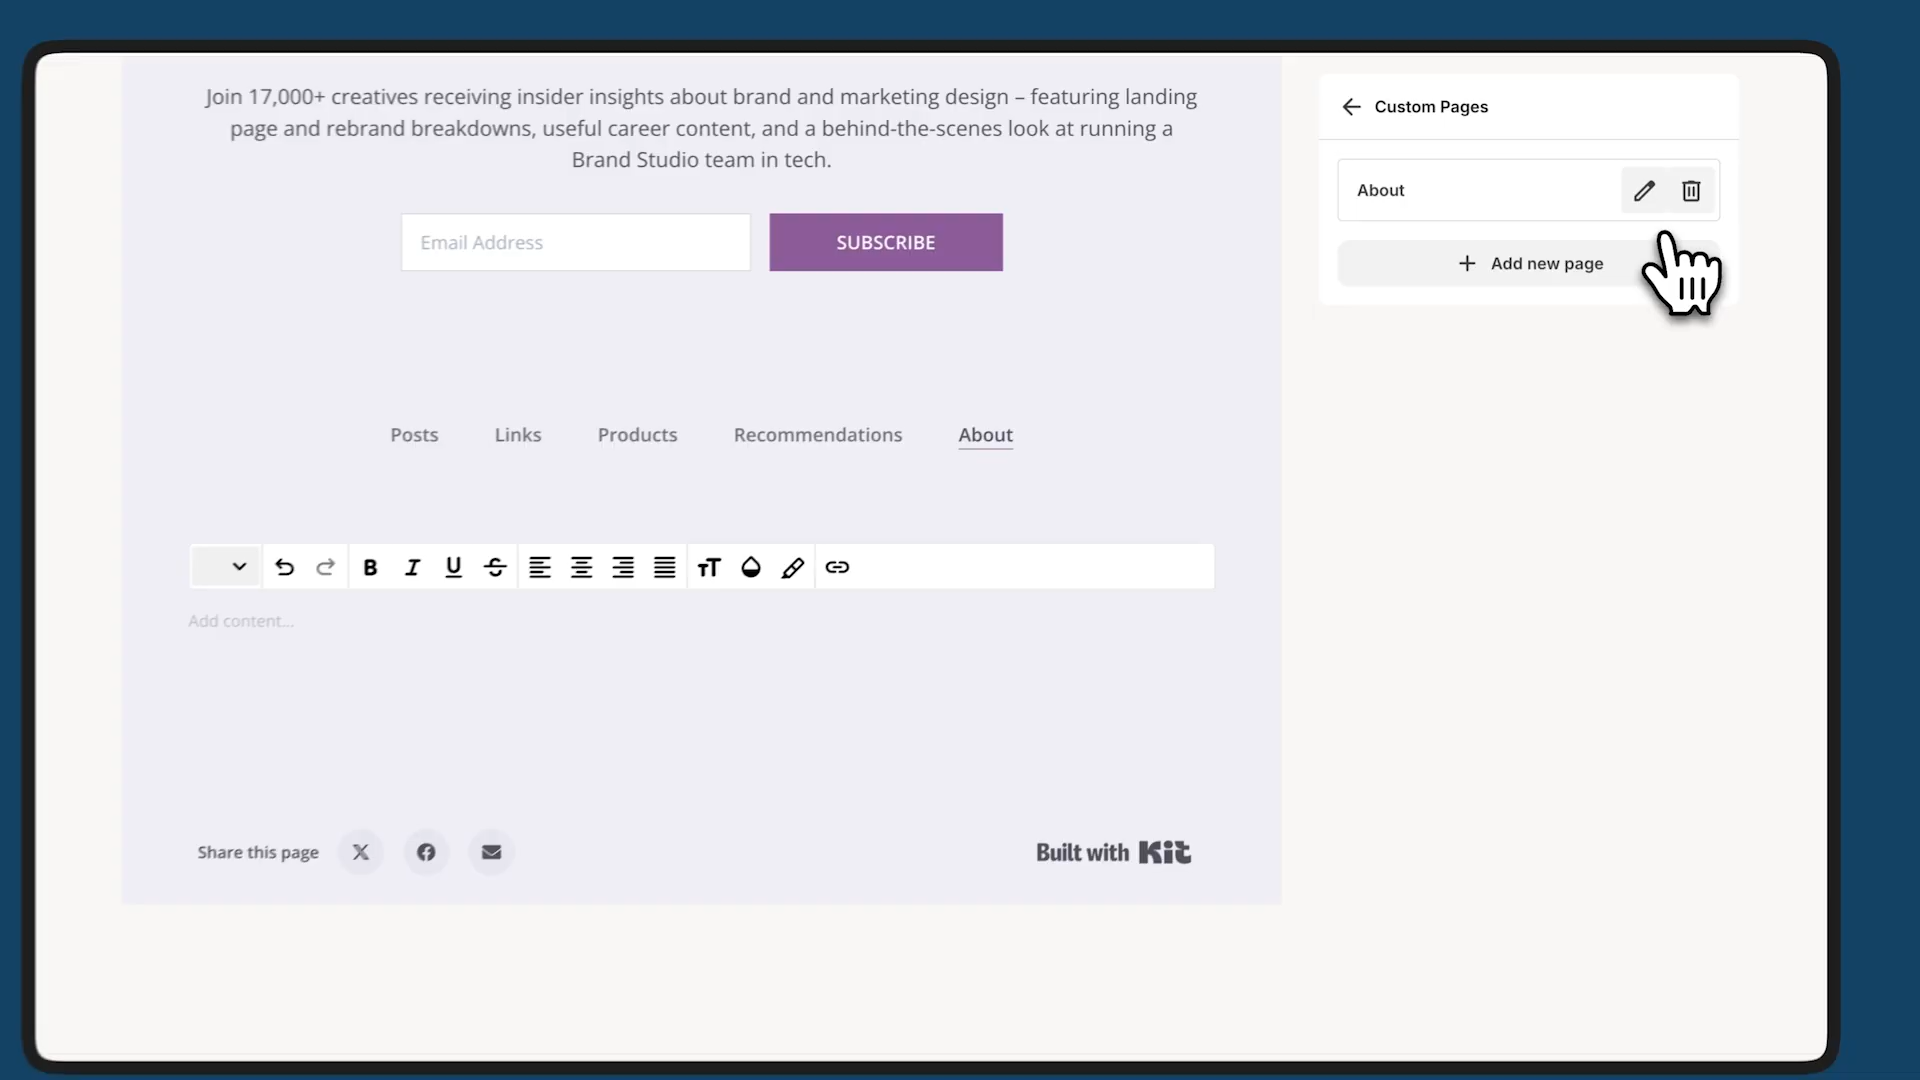 Join 17,000+ creatives receiving insider insights about brand and marketing design – featuring landing
page and rebrand breakdowns, useful career content, and a behind-the-scenes look at running a
Brand Studio team in tech.
Email Address
SUBSCRIBE
Posts
Links
Products
Recommendations
About
Add content...
Share this page
Built with Kit
Custom Pages
About
Add new page